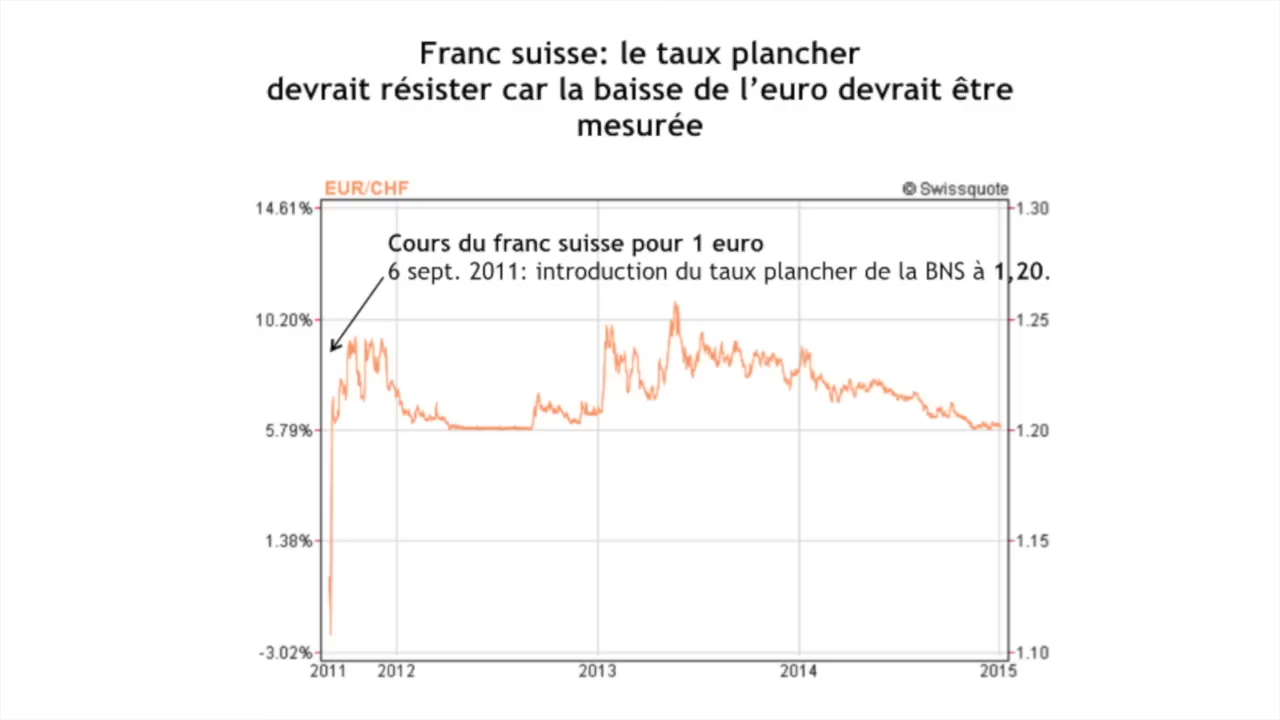 Franc suisse: le taux plancher
devrait résister car la baisse de l’euro devrait être
mesurée
EUR/CHF
© Swissquote
14.61%
1.30
Cours du franc suisse pour 1 euro
6 sept. 2011: introduction du taux plancher de la BNS à 1,20.
10.20%
1.25
5.79%
1.20
1.38%
1.15
-3.02%
1.10
2011 2012 2013 2014 2015